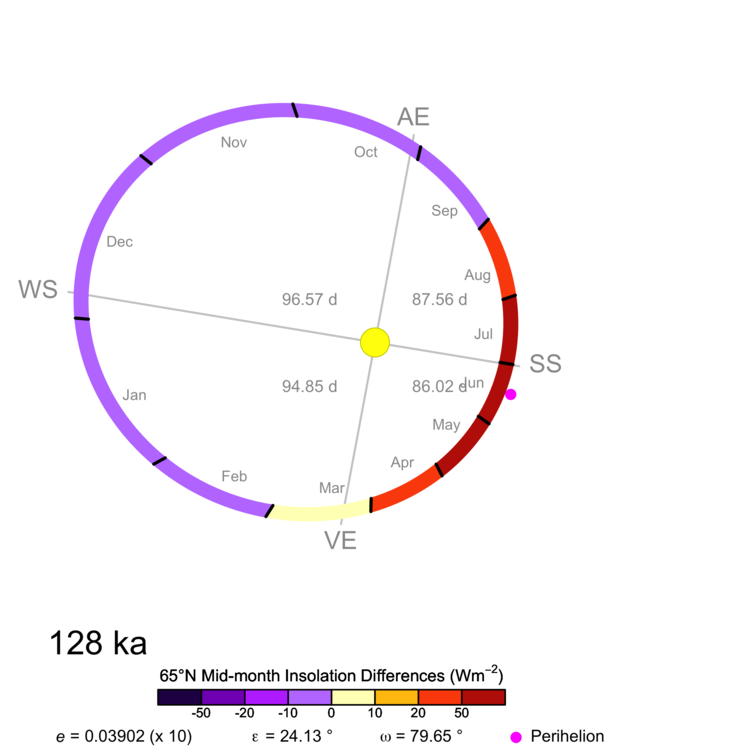 AE
Nov
Oct
Sep
Dec
Aug
WS
96.57 d
87.56 d
Jul
SS
94.85 d
86.02 d
Jun
Jan
May
Apr
Feb
Mar
VE
128 ka
65°N Mid-month Insolation Differences (Wm⁻²)
-50 -20 -10 0 10 20 50
e = 0.03902 (x 10) ε = 24.13 ° ω = 79.65 ° Perihelion